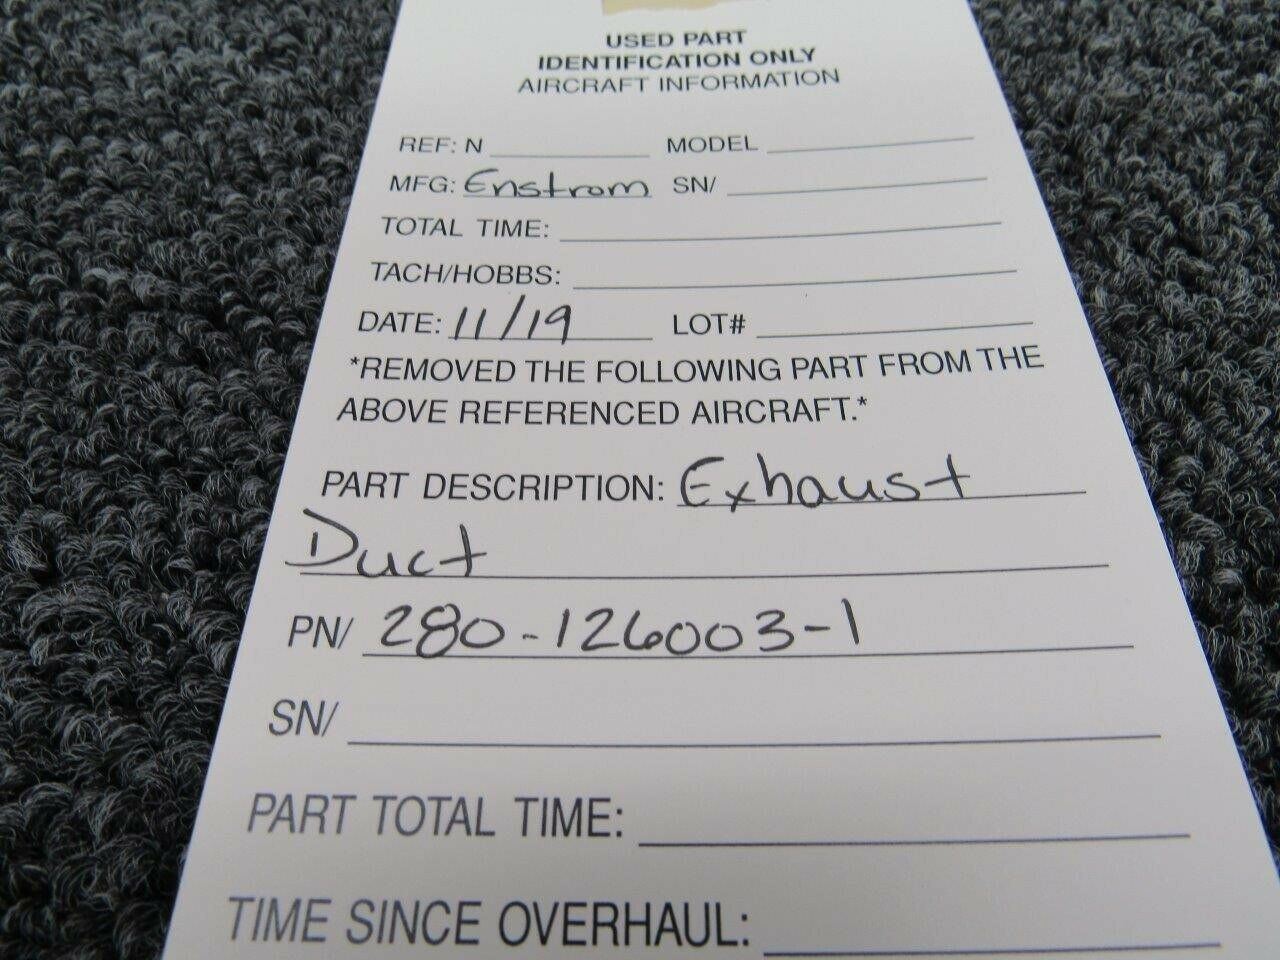 USED PART
IDENTIFICATION ONLY
AIRCRAFT INFORMATION
REF: N MODEL
MFG: Enstrom SN/
TOTAL TIME:
TACH/HOBBS:
DATE: 11/19 LOT#
*REMOVED THE FOLLOWING PART FROM THE
ABOVE REFERENCED AIRCRAFT.*
PART DESCRIPTION: Exhaust
Duct
PN/ 280-126003-1
SN/
PART TOTAL TIME:
TIME SINCE OVERHAUL: